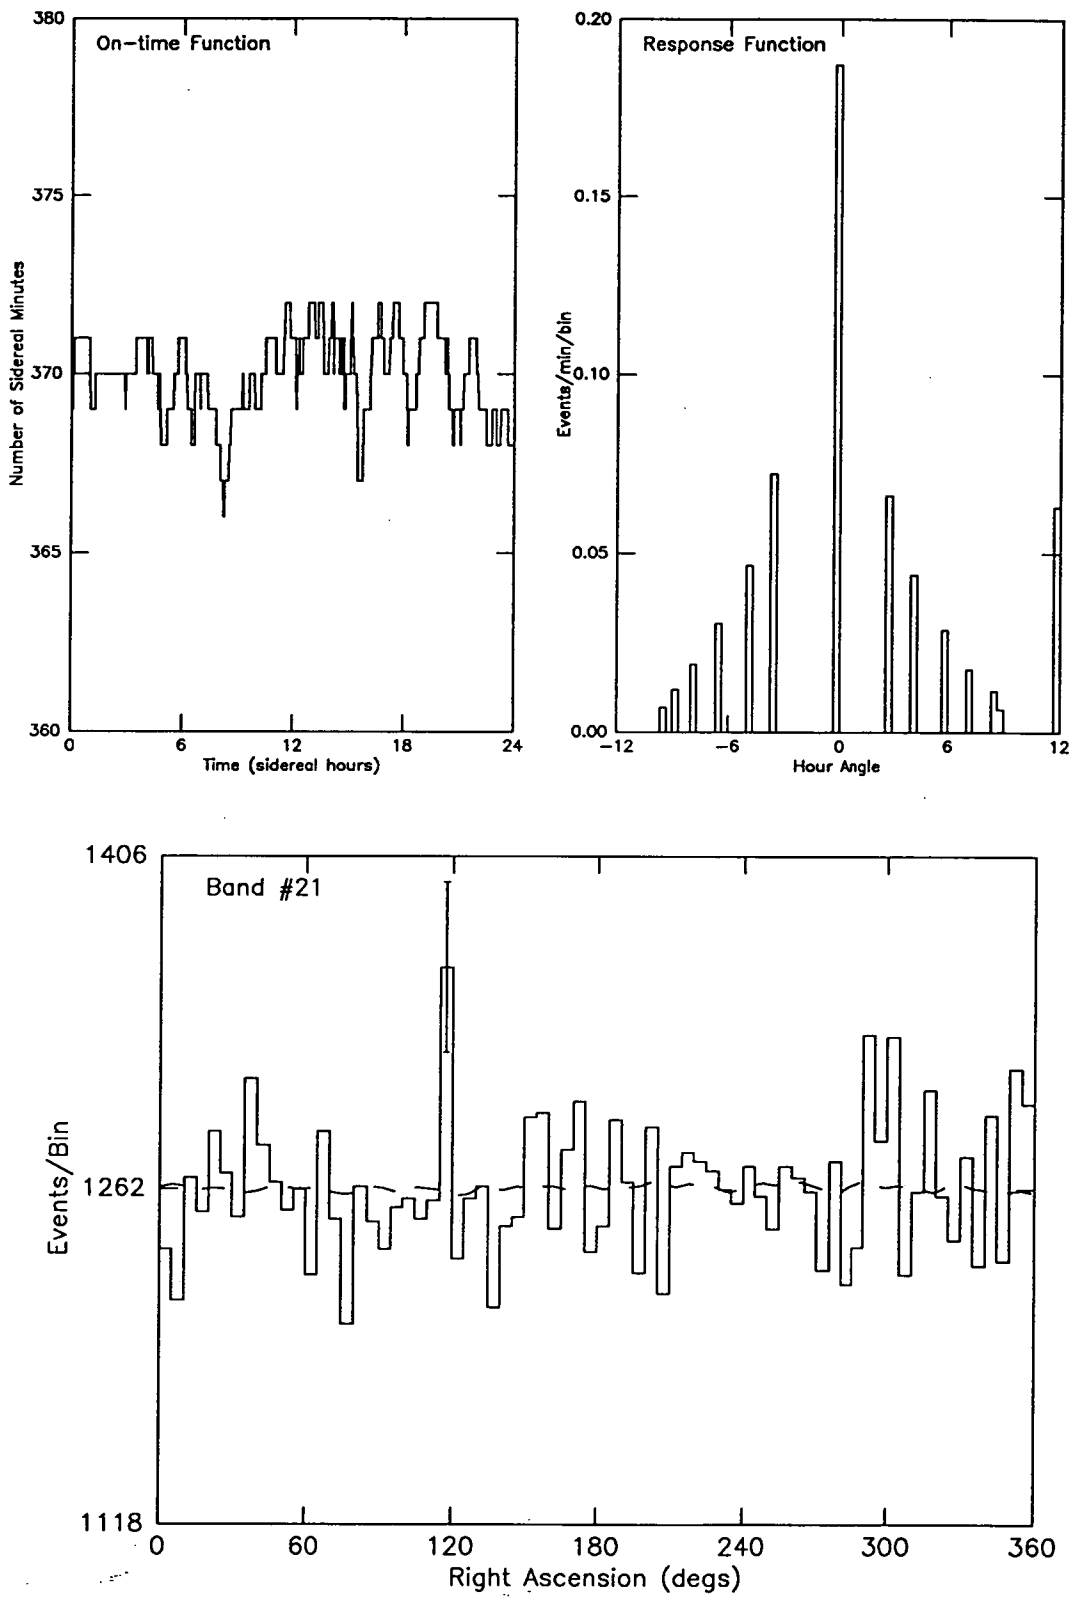 On-time Function
380
375
370
365
360
Number of Sidereal Minutes
0 6 12 18 24
Time (sidereal hours)
Response Function
0.20
0.15
0.10
0.05
0.00
Events/min/bin
-12 -6 0 6 12
Hour Angle
Band #21
1406
1262
1118
Events/Bin
0 60 120 180 240 300 360
Right Ascension (degs)